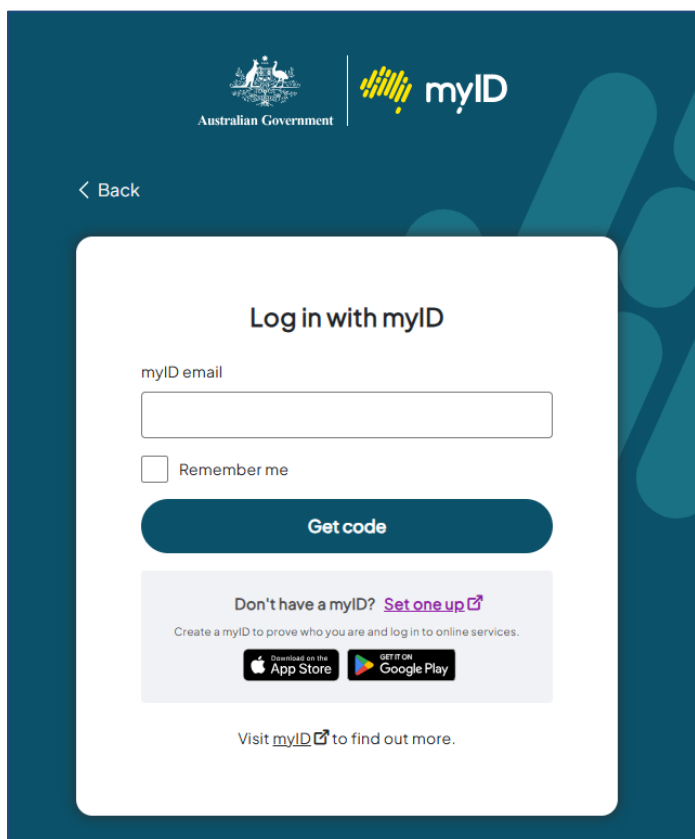 Australian Government
myID
Back
Log in with myID
myID email
Remember me
Get code
Don't have a myID? Set one up
Create a myID to prove who you are and log in to online services.
Download on the
App Store
GET IT ON
Google Play
Visit myID to find out more.